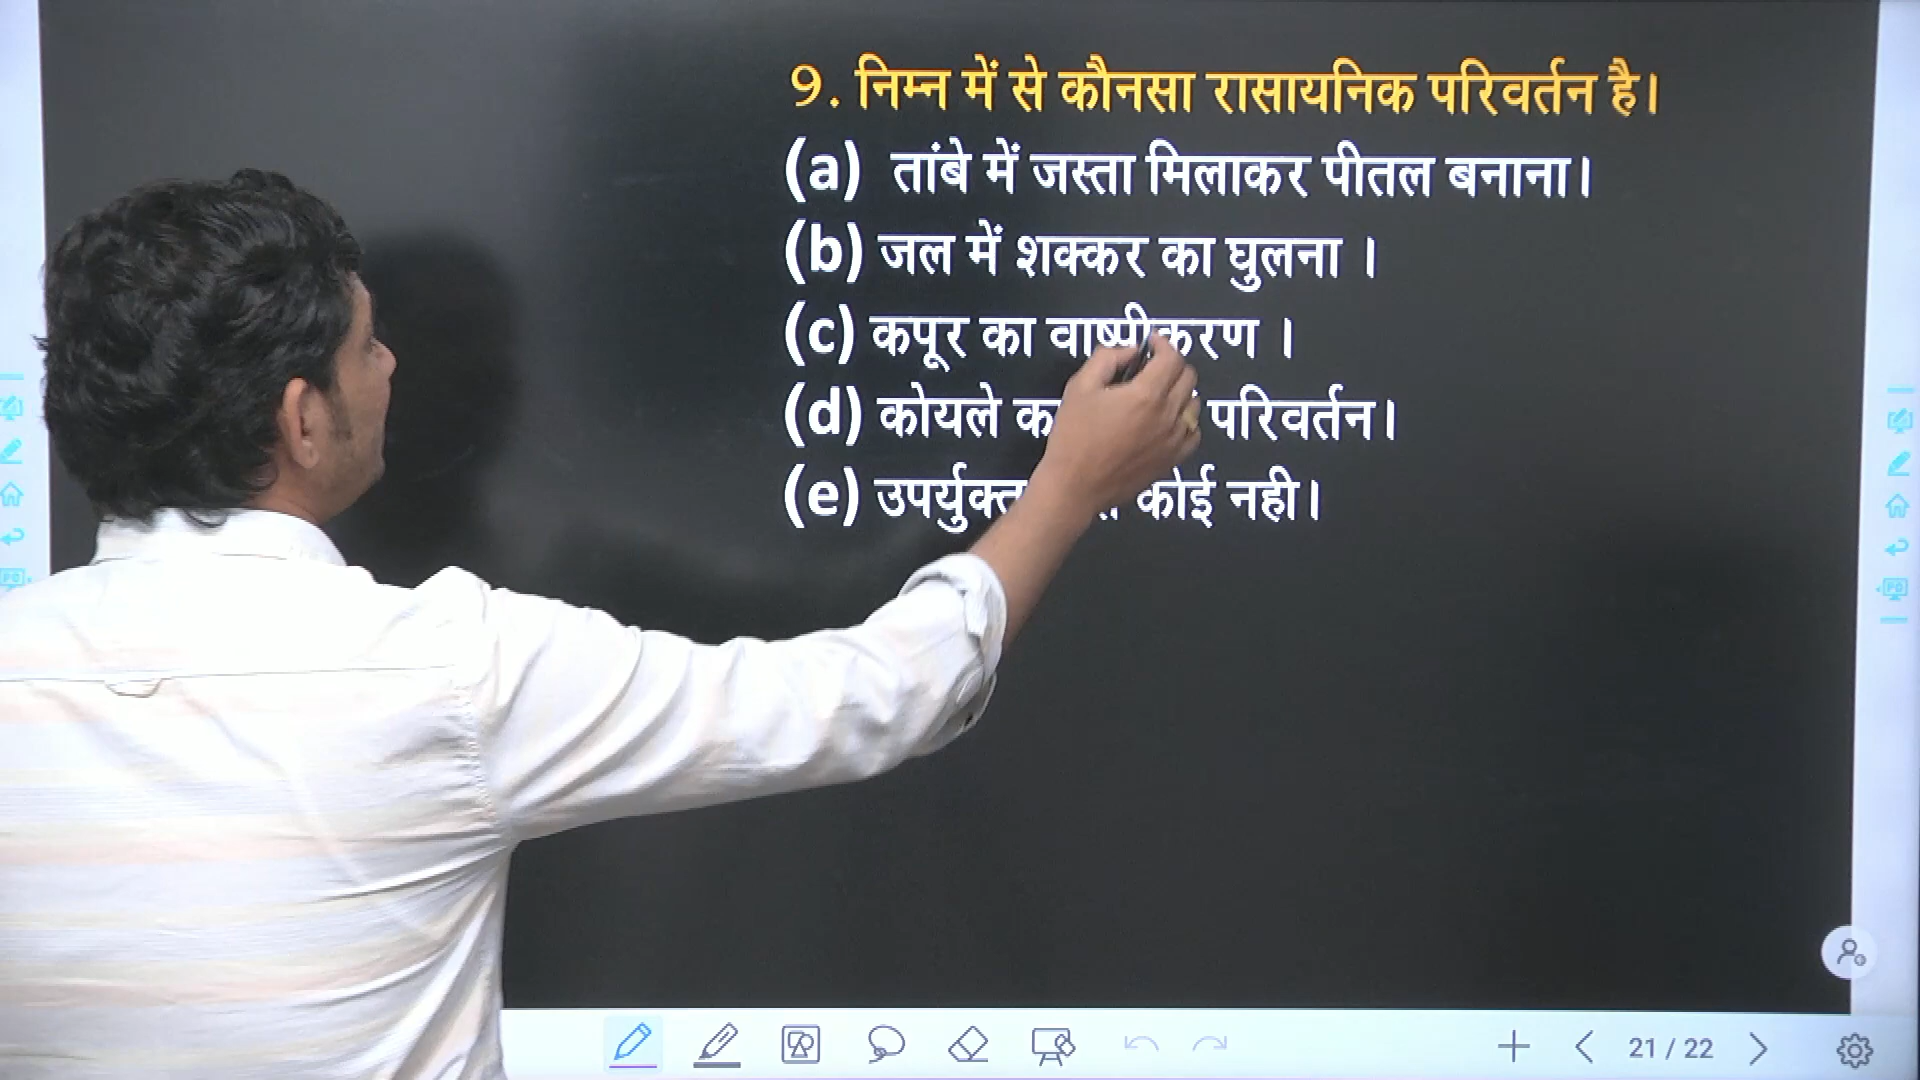 9. निम्न में से कौनसा रासायनिक परिवर्तन है।
(a) तांबे में जस्ता मिलाकर पीतल बनाना।
(b) जल में शक्कर का घुलना ।
(c) कपूर का वाष्पीकरण ।
(d) कोयले परिवर्तन।
(e) उपर्युक्त कोई नही।
21 / 22